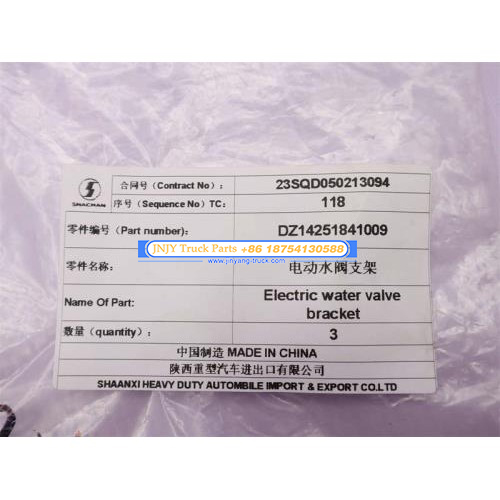 SHACMAN
合同号（Contract No）：
23SQD050213094
序号（Sequence No）TC：
118
零件编号（Part number）：
DZ14251841009
JNJY Truck Parts +86 18754130588
www.jinyang-truck.com
零件名称：
电动水阀支架
Name Of Part:
Electric water valve
bracket
数量（quantity）：
3
中国制造 MADE IN CHINA
陕西重型汽车进出口有限公司
SHAANXI HEAVY DUTY AUTOMBILE IMPORT & EXPORT CO.LTD